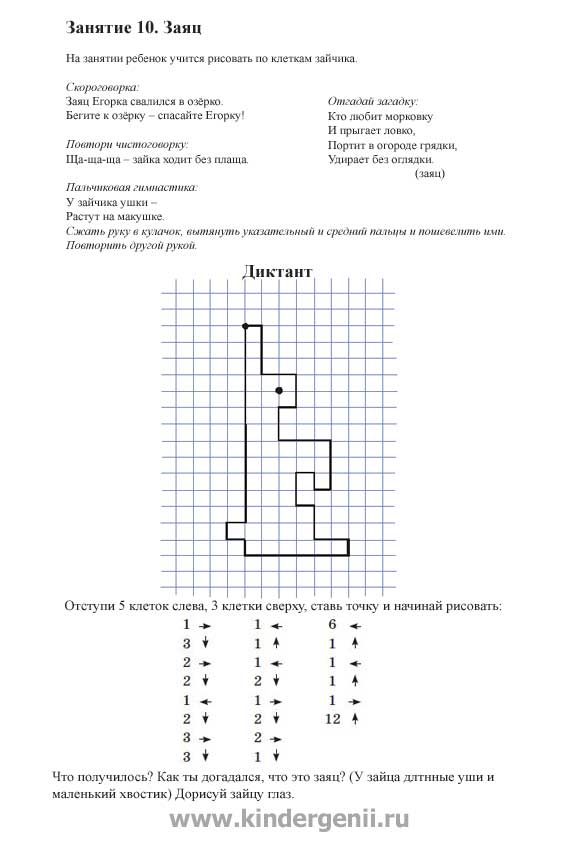 Занятие 10. Заяц
На занятии ребенок учится рисовать по клеткам зайчика.
Скороговорка:
Заяц Егорка свалился в озёрко.
Бегите к озёрку – спасайте Егорку!
Повтори чистоговорку:
Ща-ща-ща – зайка ходит без плаща.
Отгадай загадку:
Кто любит морковку
И прыгает ловко,
Портит в огороде грядки,
Удирает без оглядки.
(заяц)
Пальчиковая гимнастика:
У зайчика ушки –
Растут на макушке.
Сжать руку в кулачок, вытянуть указательный и средний пальцы и пошевелить ими.
Повторить другой рукой.
Диктант
Отступи 5 клеток слева, 3 клетки сверху, ставь точку и начинай рисовать:
1 → 1 ← 6 ←
3 ↓ 1 ↑ 1 ↑
2 → 1 ← 1 ←
2 ↓ 2 ↓ 1 ↑
1 ← 1 → 1 →
2 ↓ 2 ↓ 12 ↑
3 → 2 →
3 ↓ 1 ↓
Что получилось? Как ты догадался, что это заяц? (У зайца длтнные уши и
маленький хвостик) Дорисуй зайцу глаз.
www.kindergenii.ru